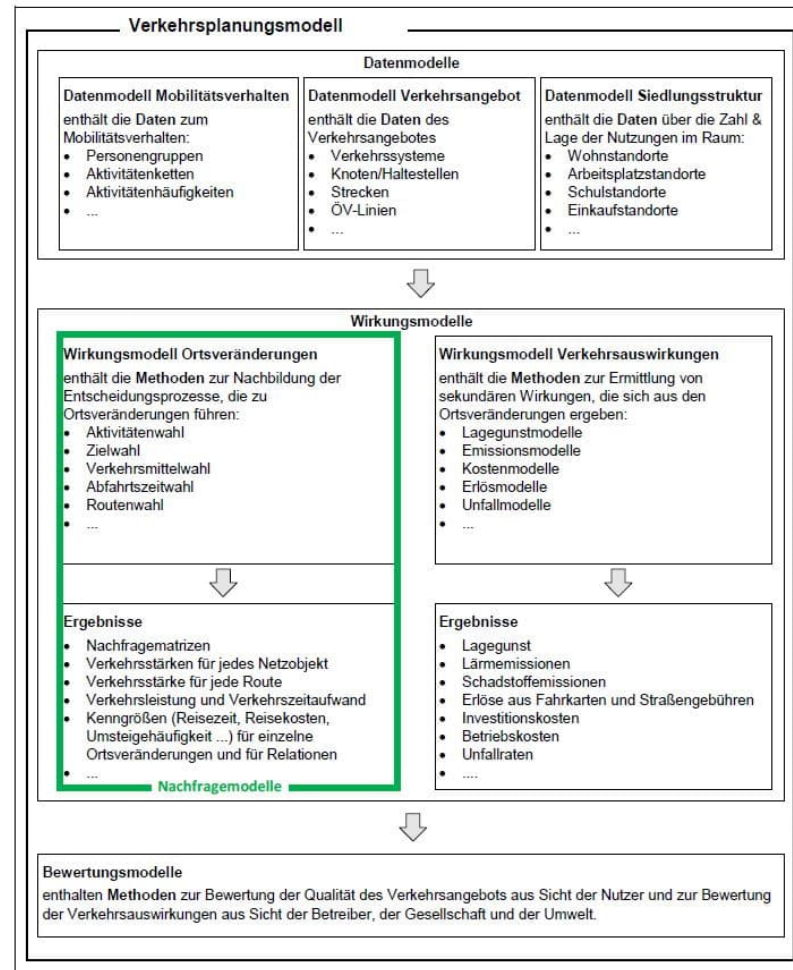 Verkehrsplanungsmodell
Datenmodelle
Datenmodell Mobilitätsverhalten
enthält die Daten zum
Mobilitätsverhalten:
• Personengruppen
• Aktivitätenketten
• Aktivitätenhäufigkeiten
• ...
Datenmodell Verkehrsangebot
enthält die Daten des
Verkehrsangebotes
• Verkehrssysteme
• Knoten/Haltestellen
• Strecken
• ÖV-Linien
• ...
Datenmodell Siedlungsstruktur
enthält die Daten über die Zahl &
Lage der Nutzungen im Raum:
• Wohnstandorte
• Arbeitsplatzstandorte
• Schulstandorte
• Einkaufstandorte
• ...
Wirkungsmodelle
Wirkungsmodell Ortsveränderungen
enthält die Methoden zur Nachbildung der
Entscheidungsprozesse, die zu
Ortsveränderungen führen:
• Aktivitätenwahl
• Zielwahl
• Verkehrsmittelwahl
• Abfahrtszeitwahl
• Routenwahl
• ...
Ergebnisse
• Nachfragematrizen
• Verkehrsstärken für jedes Netzobjekt
• Verkehrsstärke für jede Route
• Verkehrsleistung und Verkehrszeitaufwand
• Kenngrößen (Reisezeit, Reisekosten,
Umsteigehäufigkeit ...) für einzelne
Ortsveränderungen und für Relationen
• ...
Nachfragemodelle
Wirkungsmodell Verkehrsauswirkungen
enthält die Methoden zur Ermittlung von
sekundären Wirkungen, die sich aus den
Ortsveränderungen ergeben:
• Lagegunstmodelle
• Emissionsmodelle
• Kostenmodelle
• Erlösmodelle
• Unfallmodelle
• ...
Ergebnisse
• Lagegunst
• Lärmemissionen
• Schadstoffemissionen
• Erlöse aus Fahrkarten und Straßengebühren
• Investitionskosten
• Betriebskosten
• Unfallraten
• ....
Bewertungsmodelle
enthalten Methoden zur Bewertung der Qualität des Verkehrsangebots aus Sicht der Nutzer und zur Bewertung
der Verkehrsauswirkungen aus Sicht der Betreiber, der Gesellschaft und der Umwelt.